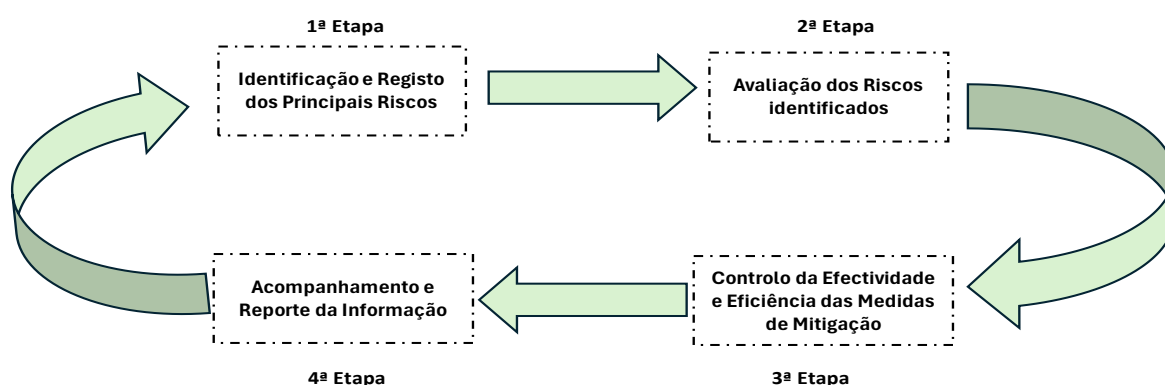 1ª Etapa
Identificação e Registo
dos Principais Riscos
2ª Etapa
Avaliação dos Riscos
identificados
Controlo da Efectividade
e Eficiência das Medidas
de Mitigação
3ª Etapa
Acompanhamento e
Reporte da Informação
4ª Etapa